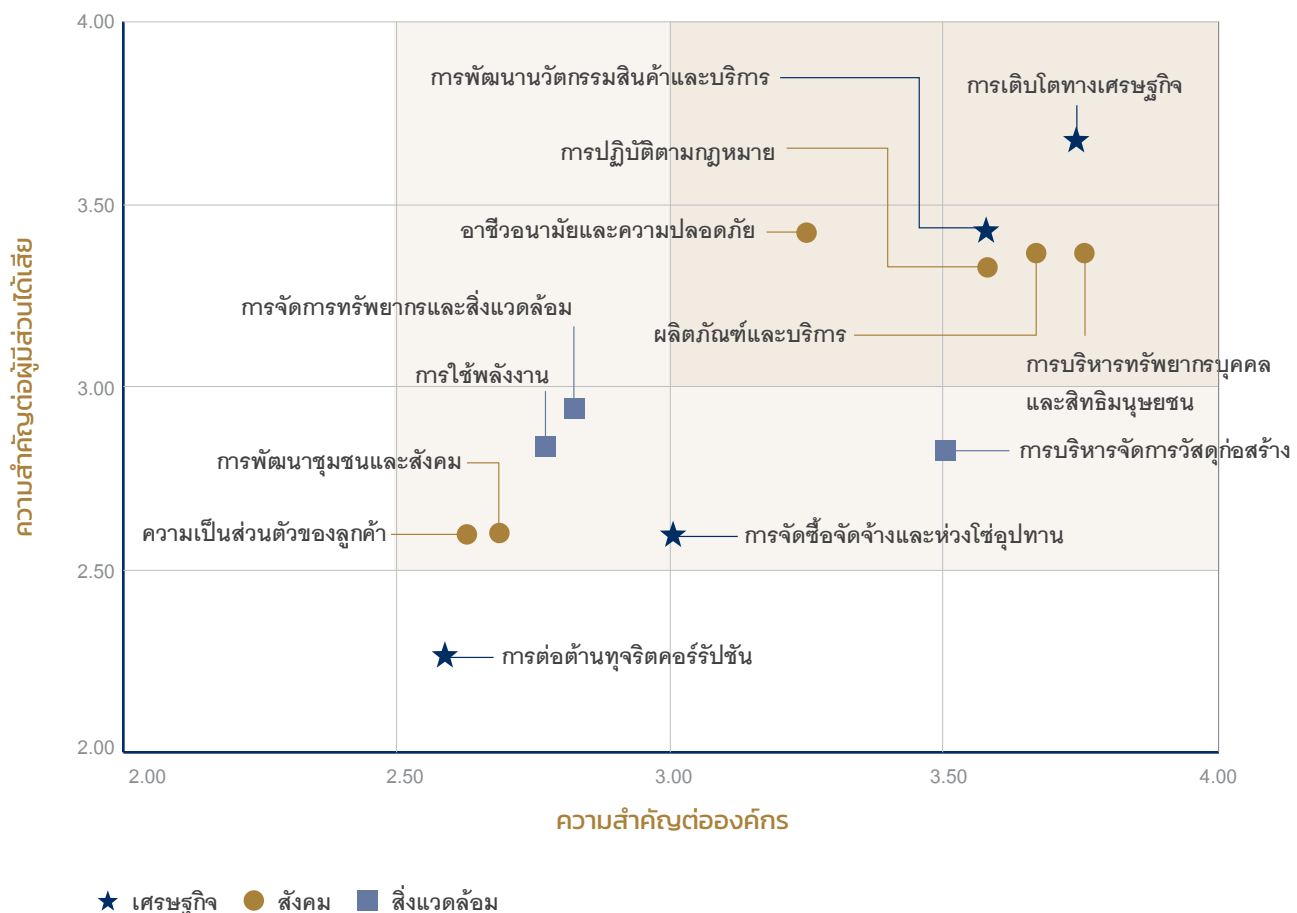 4.00
การพัฒนานวัตกรรมสินค้าและบริการ
การเติบโตทางเศรษฐกิจ
การปฏิบัติตามกฎหมาย
3.50
อาชีวอนามัยและความปลอดภัย
การจัดการทรัพยากรและสิ่งแวดล้อม
ผลิตภัณฑ์และบริการ
การบริหารทรัพยากรบุคคล
และสิทธิมนุษยชน
การใช้พลังงาน
3.00
การบริหารจัดการวัสดุก่อสร้าง
การพัฒนาชุมชนและสังคม
ความเป็นส่วนตัวของลูกค้า
การจัดซื้อจัดจ้างและห่วงโซ่อุปทาน
2.50
การต่อต้านทุจริตคอร์รัปชัน
2.00
ความสำคัญต่อผู้มีส่วนได้เสีย
2.00 2.50 3.00 3.50 4.00
ความสำคัญต่อองค์กร
เศรษฐกิจ สังคม สิ่งแวดล้อม